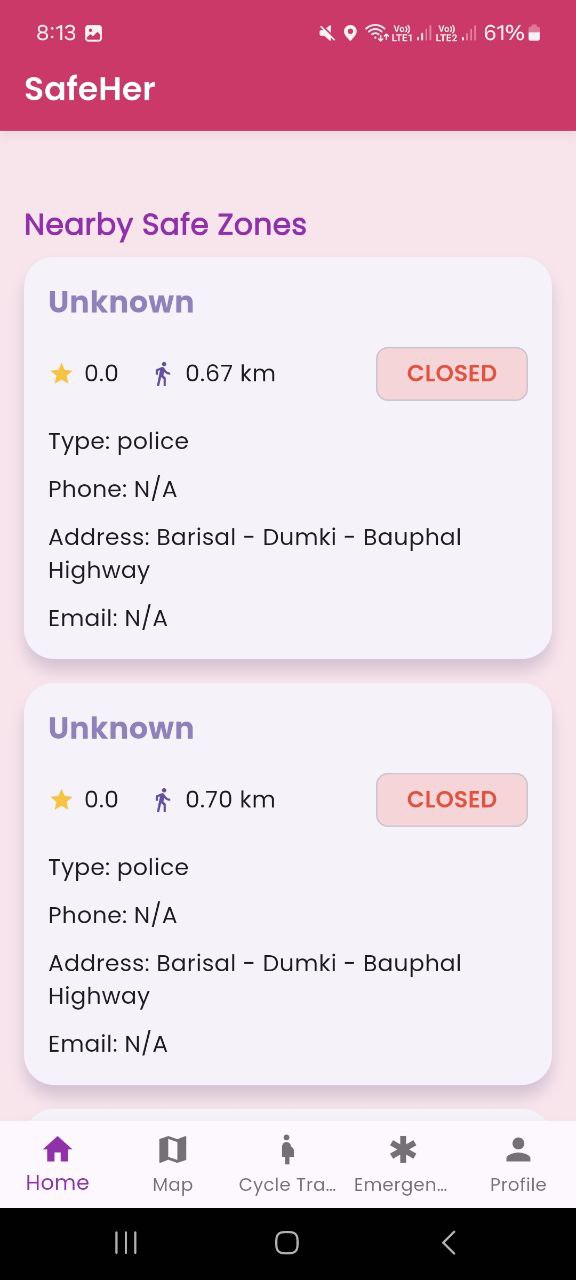 8:13
Vo)) LTE1 Vo)) LTE2 61%
SafeHer
Nearby Safe Zones
Unknown
0.0 0.67 km CLOSED
Type: police
Phone: N/A
Address: Barisal - Dumki - Bauphal
Highway
Email: N/A
Unknown
0.0 0.70 km CLOSED
Type: police
Phone: N/A
Address: Barisal - Dumki - Bauphal
Highway
Email: N/A
Home Map Cycle Tra... Emergen... Profile